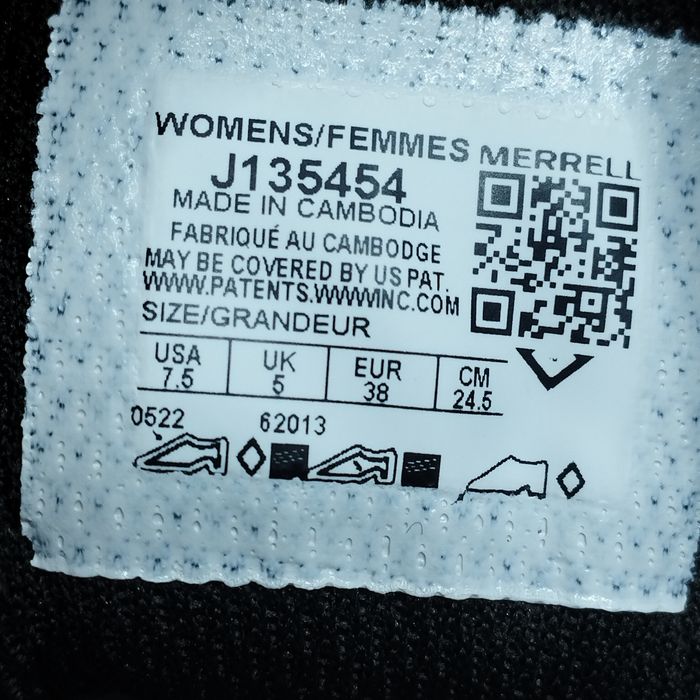 WOMENS/FEMMES MERRELL
J135454
MADE IN CAMBODIA
FABRIQUÉ AU CAMBODGE
MAY BE COVERED BY US PAT.
WWW.PATENTS.WWWINC.COM
SIZE/GRANDEUR
USA UK EUR CM
7.5 5 38 24.5
0522 62013